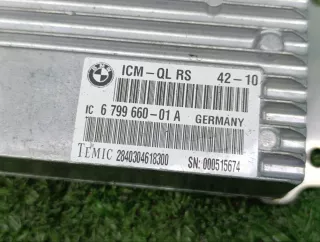 ICM-QL RS 42-10
IC 6 799 660-01 A GERMANY
TEMIC 2840304618300 SN: 000515674